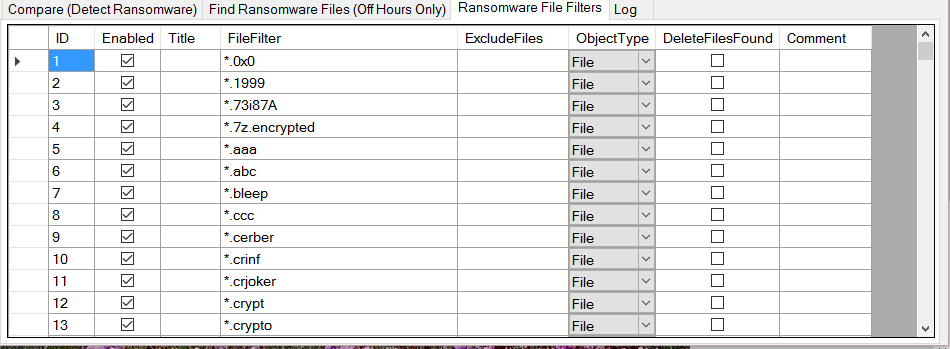 Compare (Detect Ransomware) Find Ransomware Files (Off Hours Only) Ransomware File Filters Log
ID Enabled Title FileFilter ExcludeFiles ObjectType DeleteFilesFound Comment
1 *.0x0 File
2 *.1999 File
3 *.73i87A File
4 *.7z.encrypted File
5 *.aaa File
6 *.abc File
7 *.bleep File
8 *.ccc File
9 *.cerber File
10 *.crinf File
11 *.crjoker File
12 *.crypt File
13 *.crypto File